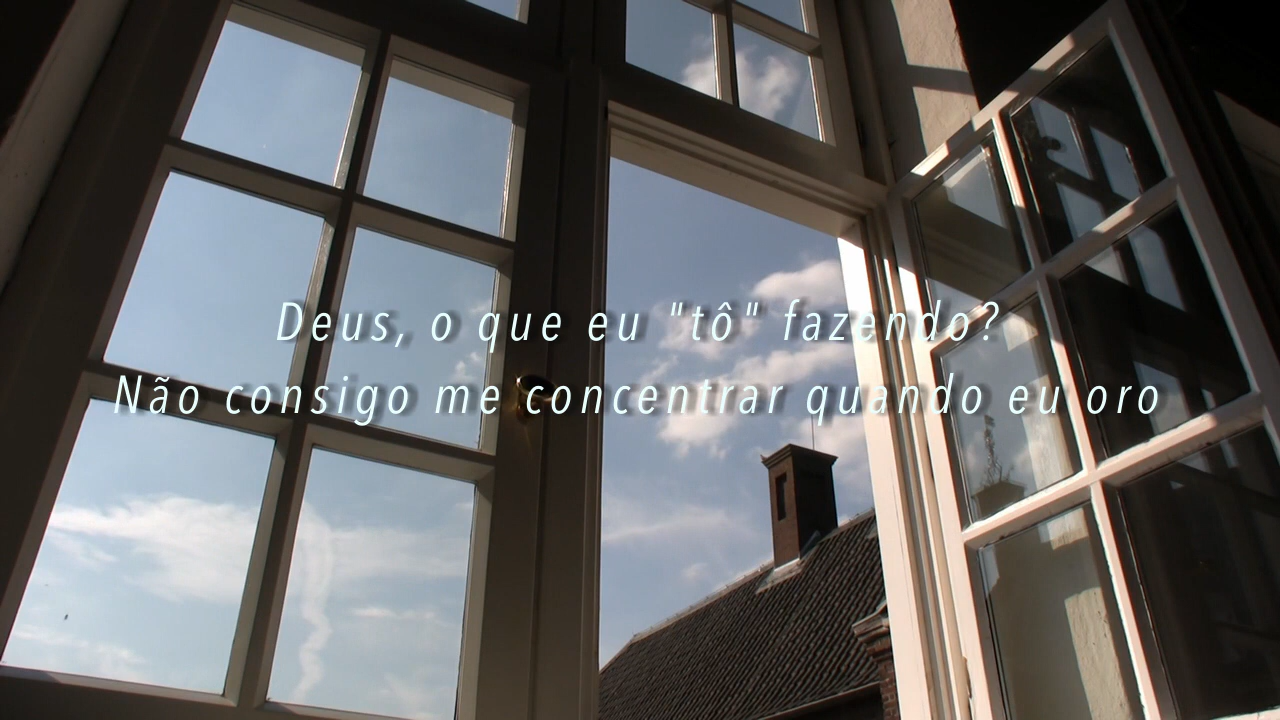 Deus, o que eu "tô" fazendo?
Não consigo me concentrar quando eu oro